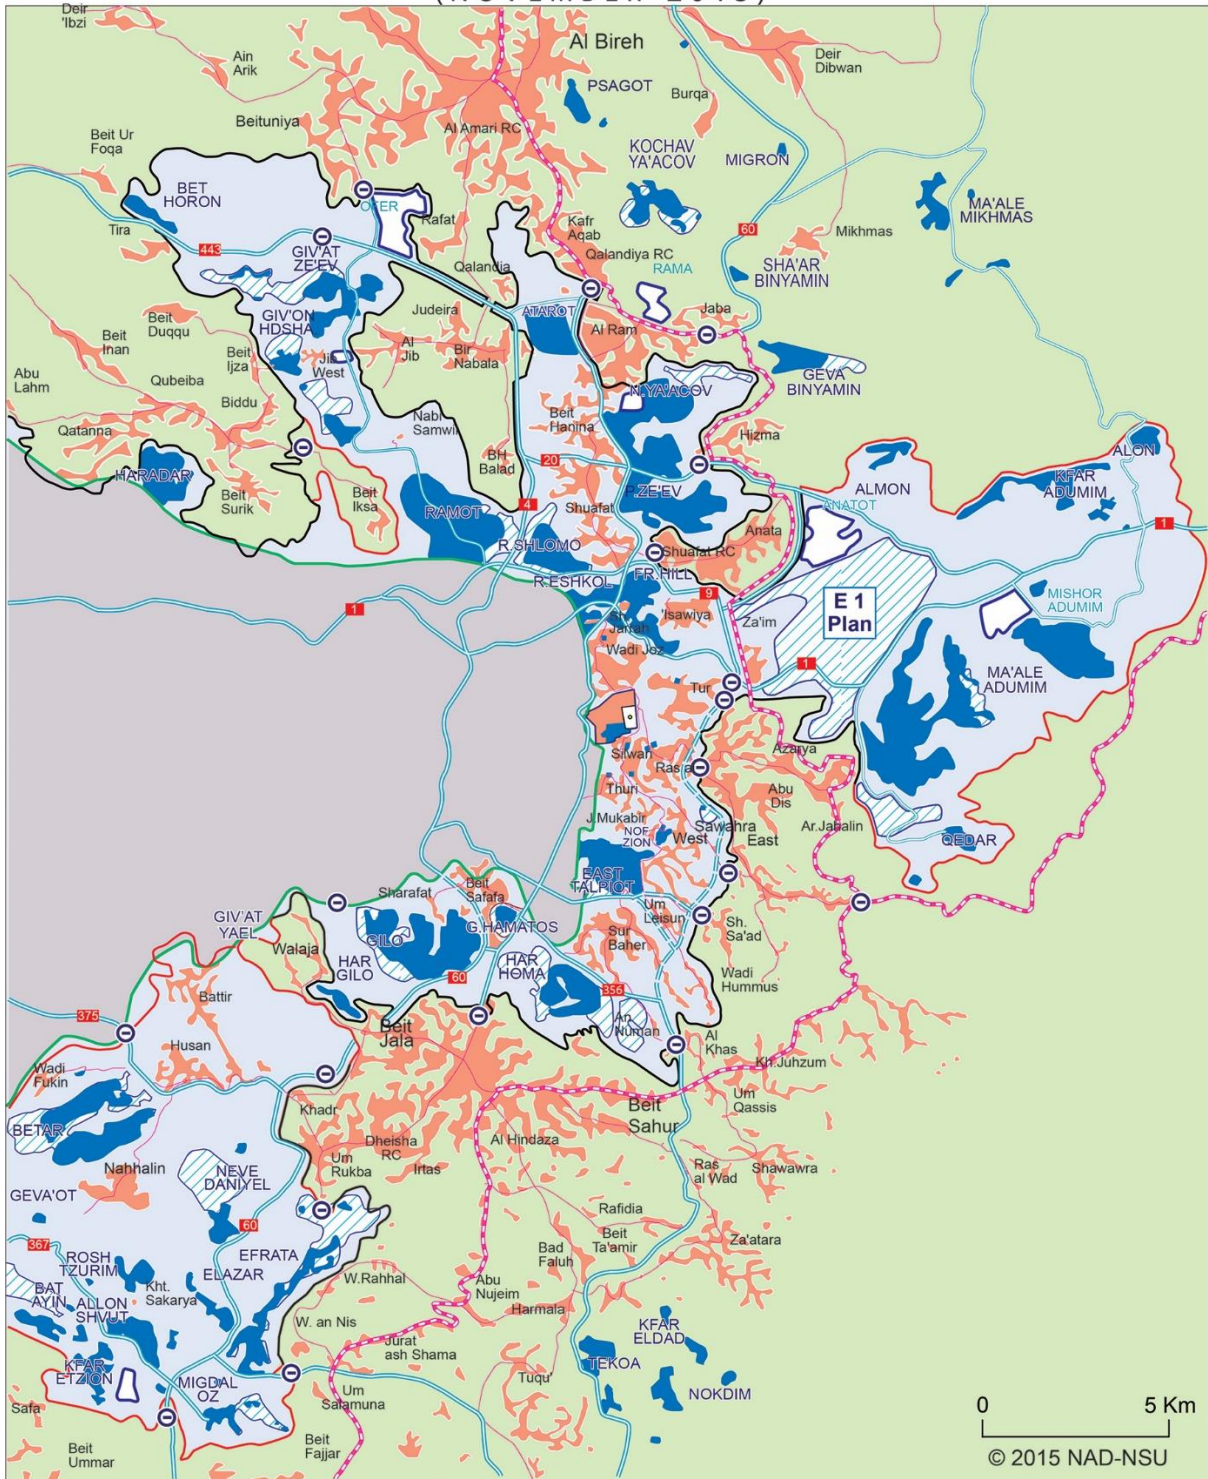 Deir
'Ibzi
Al Bireh
Deir
Dibwan
Ain
Arik
PSAGOT
Burqa
Beituniya
Al Amari RC
Beit Ur
Foqa
KOCHAV
YA'ACOV
MIGRON
BET
HORON
OFER
Rafat
Kafr
Aqab
MA'ALE
MIKHMAS
Tira
443
GIV'AT
ZE'EV
60
Mikhmas
Qalandia
Qalandiya RC
RAMA
SHA'AR
BINYAMIN
GIV'ON
HDSHA
Judeira
ATAROT
Al Ram
Jaba
Beit
Duqqu
Beit
Inan
Beit
Ijza
Jib
West
Al
Jib
Bir
Nabala
GEVA
BINYAMIN
Abu
Lahm
Qubeiba
Biddu
N.YA'ACOV
Nabi
Samwil
Beit
Hanina
Hizma
Qatanna
BH
Balad
20
ALON
HARADAR
Beit
Surik
Beit
Iksa
RAMOT
P.ZE'EV
ALMON
KFAR
ADUMIM
ANATOT
4
Shuafat
Anata
1
R.SHLOMO
Shuafat RC
R.ESHKOL
FR.HILL
1
9
E 1
Plan
MISHOR
ADUMIM
Sh.
Jarrah
'Isawiya
Za'im
Wadi Joz
1
MA'ALE
ADUMIM
Tur
Silwan
Ras a
Azarya
Thuri
Abu
Dis
J.Mukabir
NOF
ZION
West
Sawahra
East
Ar.Jahalin
QEDAR
EAST
TALPIOT
Sharafat
Beit
Safafa
Um
Leisun
GIV'AT
YAEL
G.HAMATOS
Sh.
Sa'ad
Walaja
GILO
HAR
GILO
Sur
Baher
HAR
HOMA
60
356
Wadi
Hummus
Battir
375
An
Numan
Beit
Jala
Al
Khas
Husan
Kh.Juhzum
Wadi
Fukin
Um
Qassis
Khadr
Beit
Sahur
BETAR
Dheisha
RC
Al Hindaza
Um
Rukba
Irtas
Ras
al Wad
Shawawra
Nahhalin
NEVE
DANIYEL
GEVA'OT
Rafidia
60
367
Beit
Ta'amir
Za'atara
ROSH
TZURIM
EFRATA
Bad
Faluh
ELAZAR
BAT
AYIN
Kht.
Sakarya
W.Rahhal
Abu
Nujeim
ALLON
SHVUT
Harmala
W. an Nis
KFAR
ELDAD
Jurat
ash Shama
TEKOA
KFAR
ETZION
MIGDAL
OZ
Tuqu'
NOKDIM
Um
Salamuna
Safa
Beit
Ummar
Beit
Fajjar
0 5 Km
© 2015 NAD-NSU